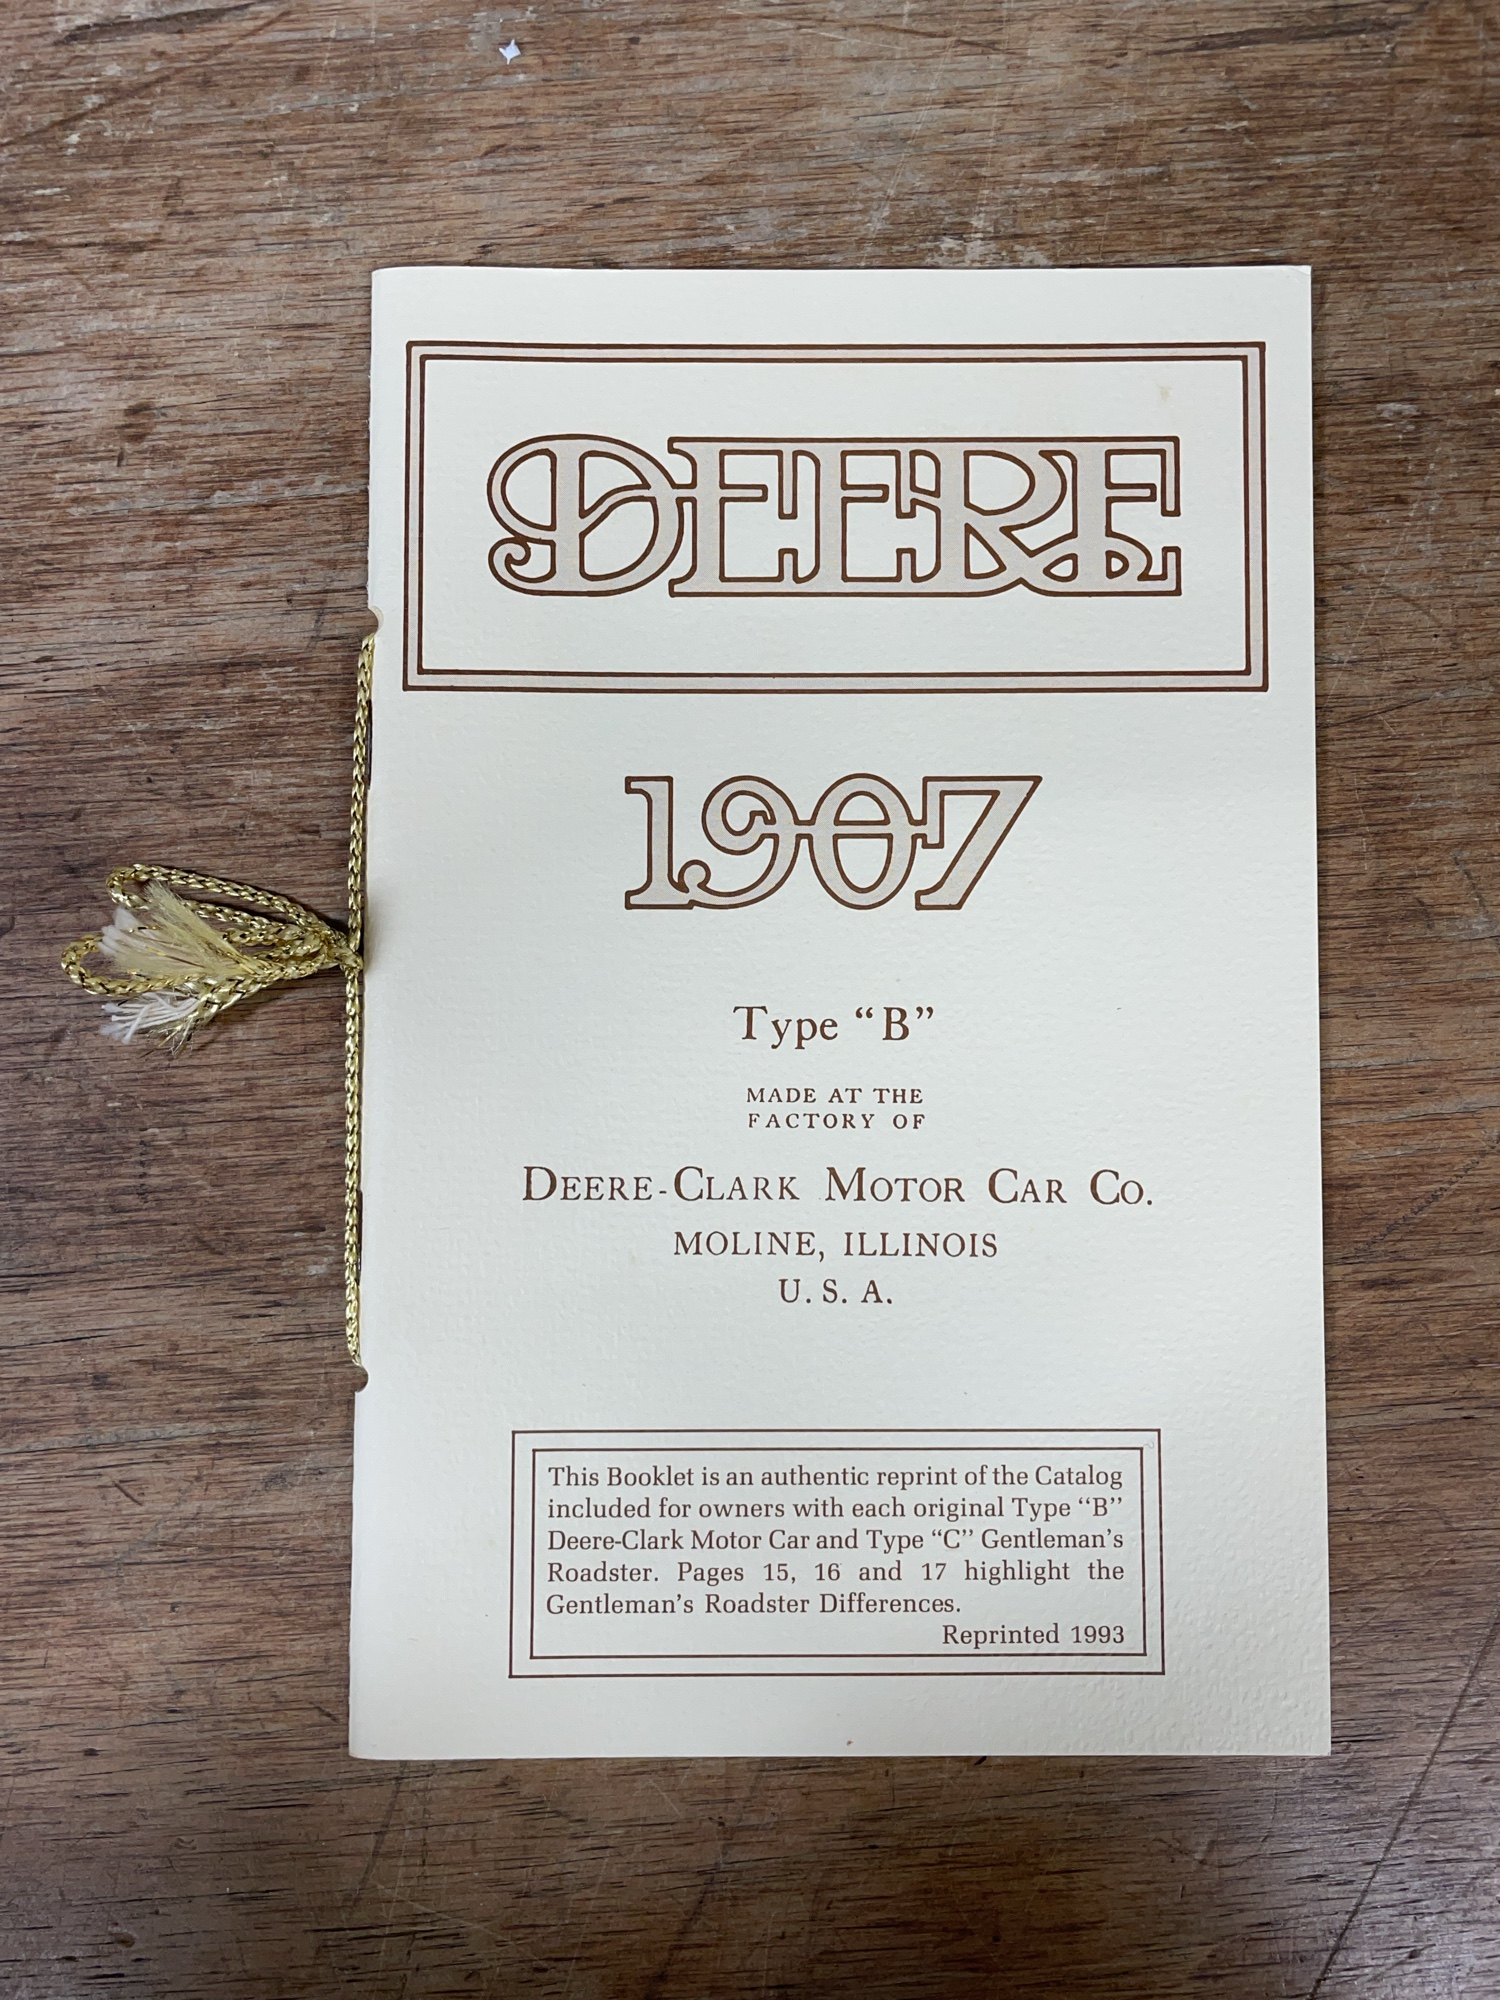 DEERE
1907
Type “B”
MADE AT THE
FACTORY OF
DEERE-CLARK MOTOR CAR CO.
MOLINE, ILLINOIS
U. S. A.
This Booklet is an authentic reprint of the Catalog
included for owners with each original Type “B”
Deere-Clark Motor Car and Type “C” Gentleman’s
Roadster. Pages 15, 16 and 17 highlight the
Gentleman’s Roadster Differences.
Reprinted 1993